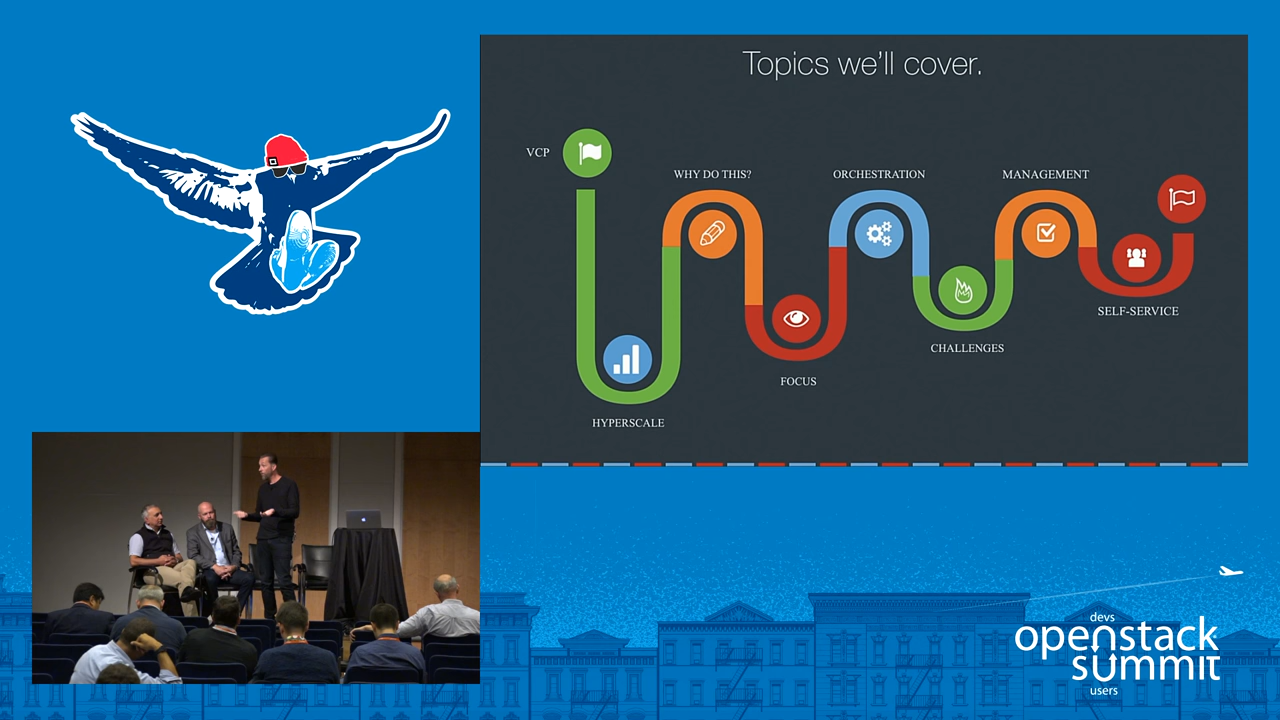 Topics we'll cover.
VCP
WHY DO THIS?
ORCHESTRATION
MANAGEMENT
SELF-SERVICE
CHALLENGES
FOCUS
HYPERSCALE
devs
openstack
summit
users